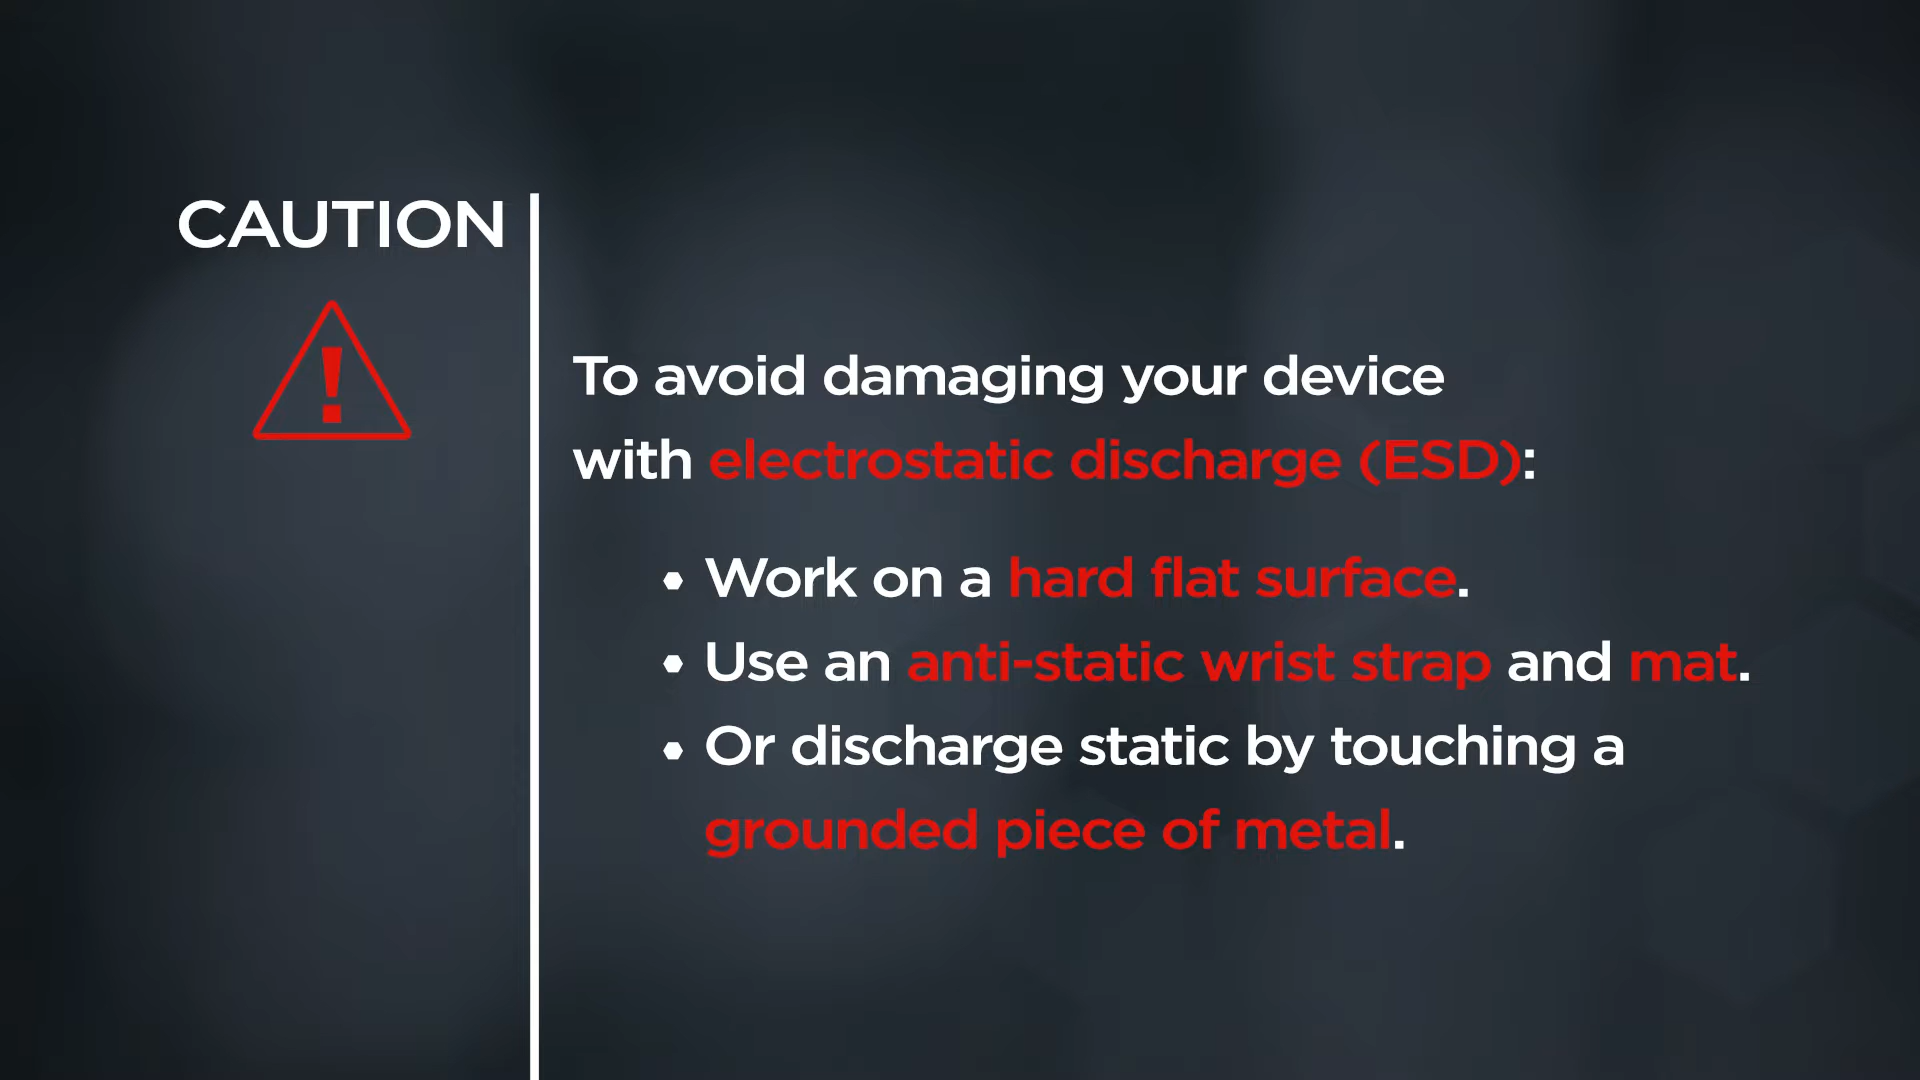 CAUTION
!
To avoid damaging your device
with electrostatic discharge (ESD):
• Work on a hard flat surface.
• Use an anti-static wrist strap and mat.
• Or discharge static by touching a
grounded piece of metal.